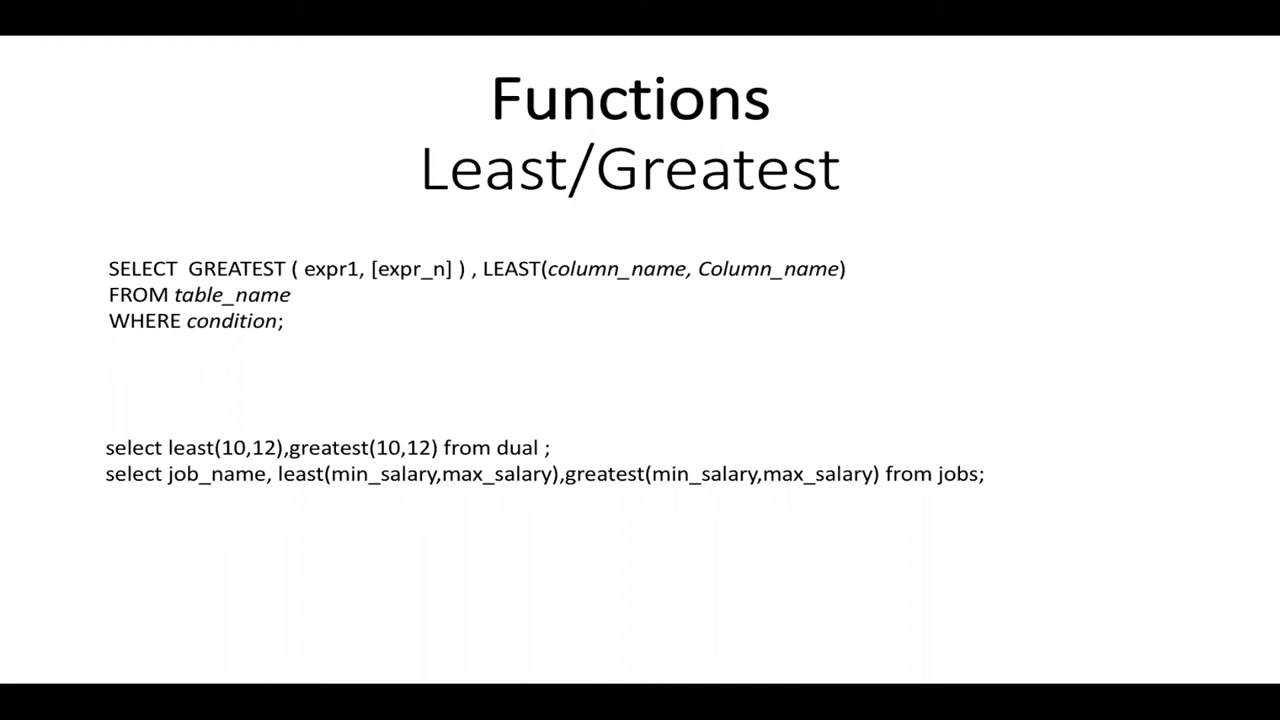 Functions
Least/Greatest
SELECT  GREATEST ( expr1, [expr_n] ) , LEAST(column_name, Column_name)
FROM table_name
WHERE condition;
select least(10,12),greatest(10,12) from dual ;
select job_name, least(min_salary,max_salary),greatest(min_salary,max_salary) from jobs;